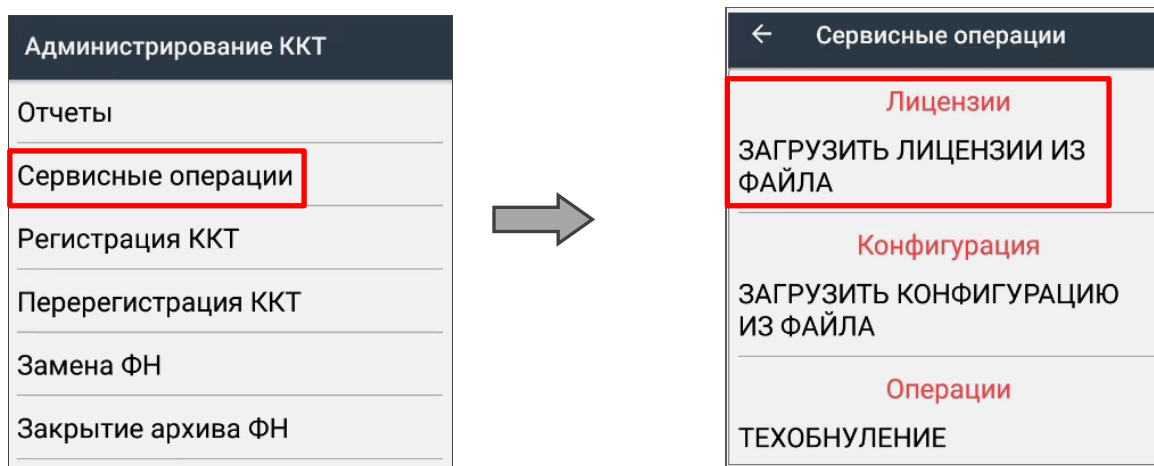 Администрирование ККТ
Отчеты
Сервисные операции
Регистрация ККТ
Перерегистрация ККТ
Замена ФН
Закрытие архива ФН
Сервисные операции
Лицензии
ЗАГРУЗИТЬ ЛИЦЕНЗИИ ИЗ
ФАЙЛА
Конфигурация
ЗАГРУЗИТЬ КОНФИГУРАЦИЮ
ИЗ ФАЙЛА
Операции
ТЕХОБНУЛЕНИЕ